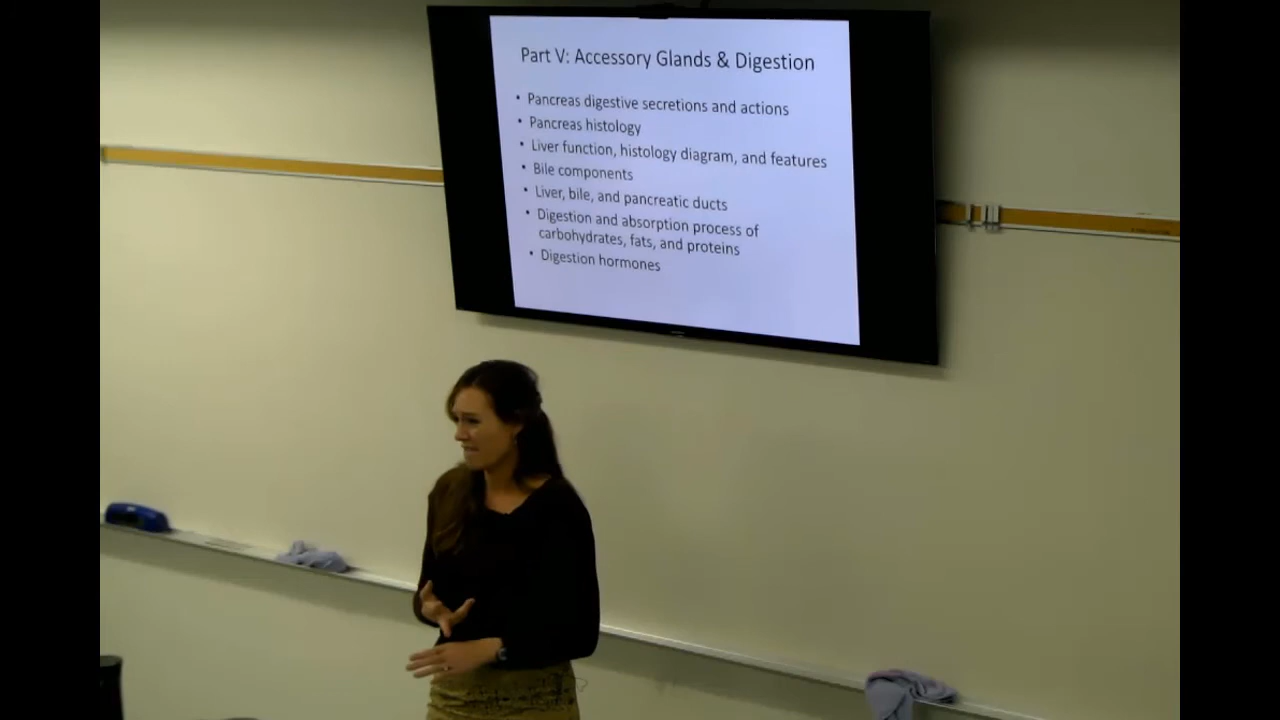 Part V: Accessory Glands & Digestion
• Pancreas digestive secretions and actions
• Pancreas histology
• Liver function, histology diagram, and features
• Bile components
• Liver, bile, and pancreatic ducts
• Digestion and absorption process of
carbohydrates, fats, and proteins
• Digestion hormones